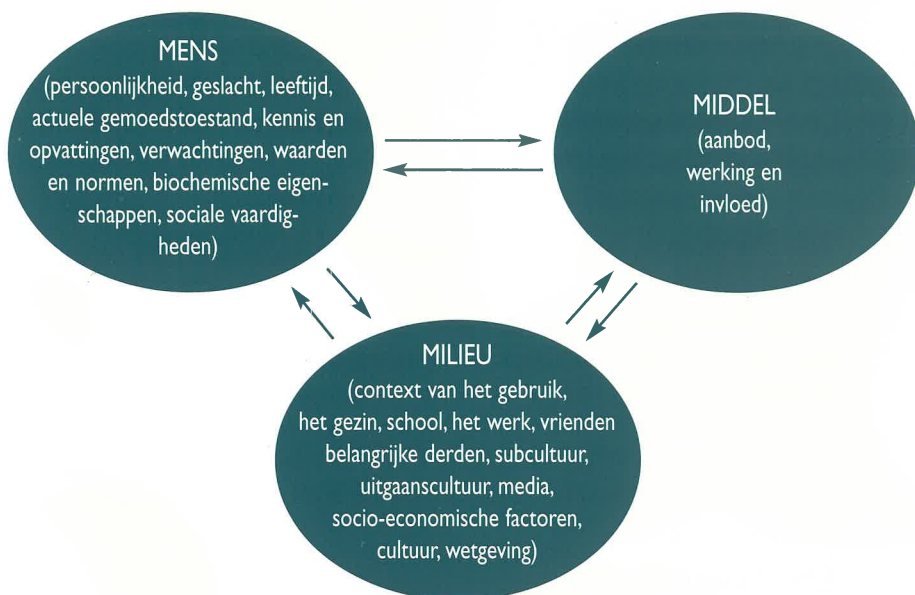 MENS
(persoonlijkheid, geslacht, leeftijd,
actuele gemoedstoestand, kennis en
opvattingen, verwachtingen, waarden
en normen, biochemische eigen-
schappen, sociale vaardig-
heden)
MIDDEL
(aanbod,
werking en
invloed)
MILIEU
(context van het gebruik,
het gezin, school, het werk, vrienden
belangrijke derden, subcultuur,
uitgaanscultuur, media,
socio-economische factoren,
cultuur, wetgeving)